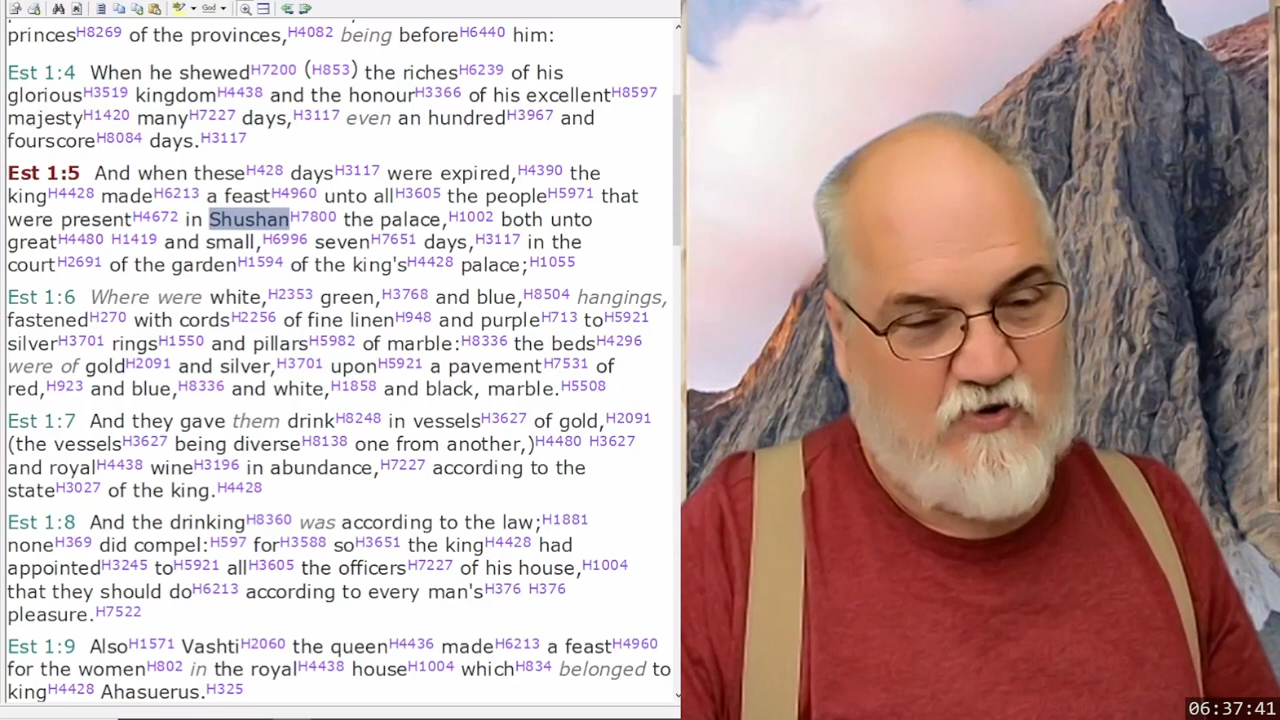 princesH8269 of the provinces,H4082 being beforeH6440 him:
Est 1:4 When he shewedH7200 (H853) the richesH6239 of his
gloriousH3519 kingdomH4438 and the honourH3366 of his excellentH8597
majestyH1420 manyH7227 days,H3117 even an hundredH3967 and
fourscoreH8084 days.H3117
Est 1:5 And when theseH428 daysH3117 were expired,H4390 the
kingH4428 madeH6213 a feastH4960 unto allH3605 the peopleH5971 that
were presentH4672 in ShushanH7800 the palace,H1002 both unto
greatH4480 H1419 and small,H6996 sevenH7651 days,H3117 in the
courtH2691 of the gardenH1594 of the king'sH4428 palace;H1055
Est 1:6 Where were white,H2353 green,H3768 and blue,H8504 hangings,
fastenedH270 with cordsH2256 of fine linenH948 and purpleH713 toH5921
silverH3701 ringsH1550 and pillarsH5982 of marble:H8336 the bedsH4296
were of goldH2091 and silver,H3701 uponH5921 a pavementH7531 of
red,H923 and blue,H8336 and white,H1858 and black, marble.H5508
Est 1:7 And they gave them drinkH8248 in vesselsH3627 of gold,H2091
(the vesselsH3627 being diverseH8138 one from another,)H4480 H3627
and royalH4438 wineH3196 in abundance,H7227 according to the
stateH3027 of the king.H4428
Est 1:8 And the drinkingH8360 was according to the law;H1881
noneH369 did compel:H597 forH3588 soH3651 the kingH4428 had
appointedH3245 toH5921 allH3605 the officersH7227 of his house,H1004
that they should doH6213 according to every man'sH376 H376
pleasure.H7522
Est 1:9 AlsoH1571 VashtiH2060 the queenH4436 madeH6213 a feastH4960
for the womenH802 in the royalH4438 houseH1004 whichH834 belonged to
kingH4428 Ahasuerus.H325
06:37:41